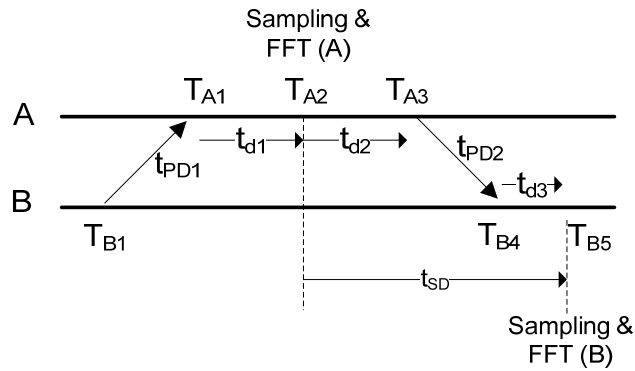 Sampling &
FFT (A)
TA1 TA2 TA3
A
td1 td2 tPD2
tPD1 td3
B
TB1 TB4 TB5
tSD
Sampling &
FFT (B)